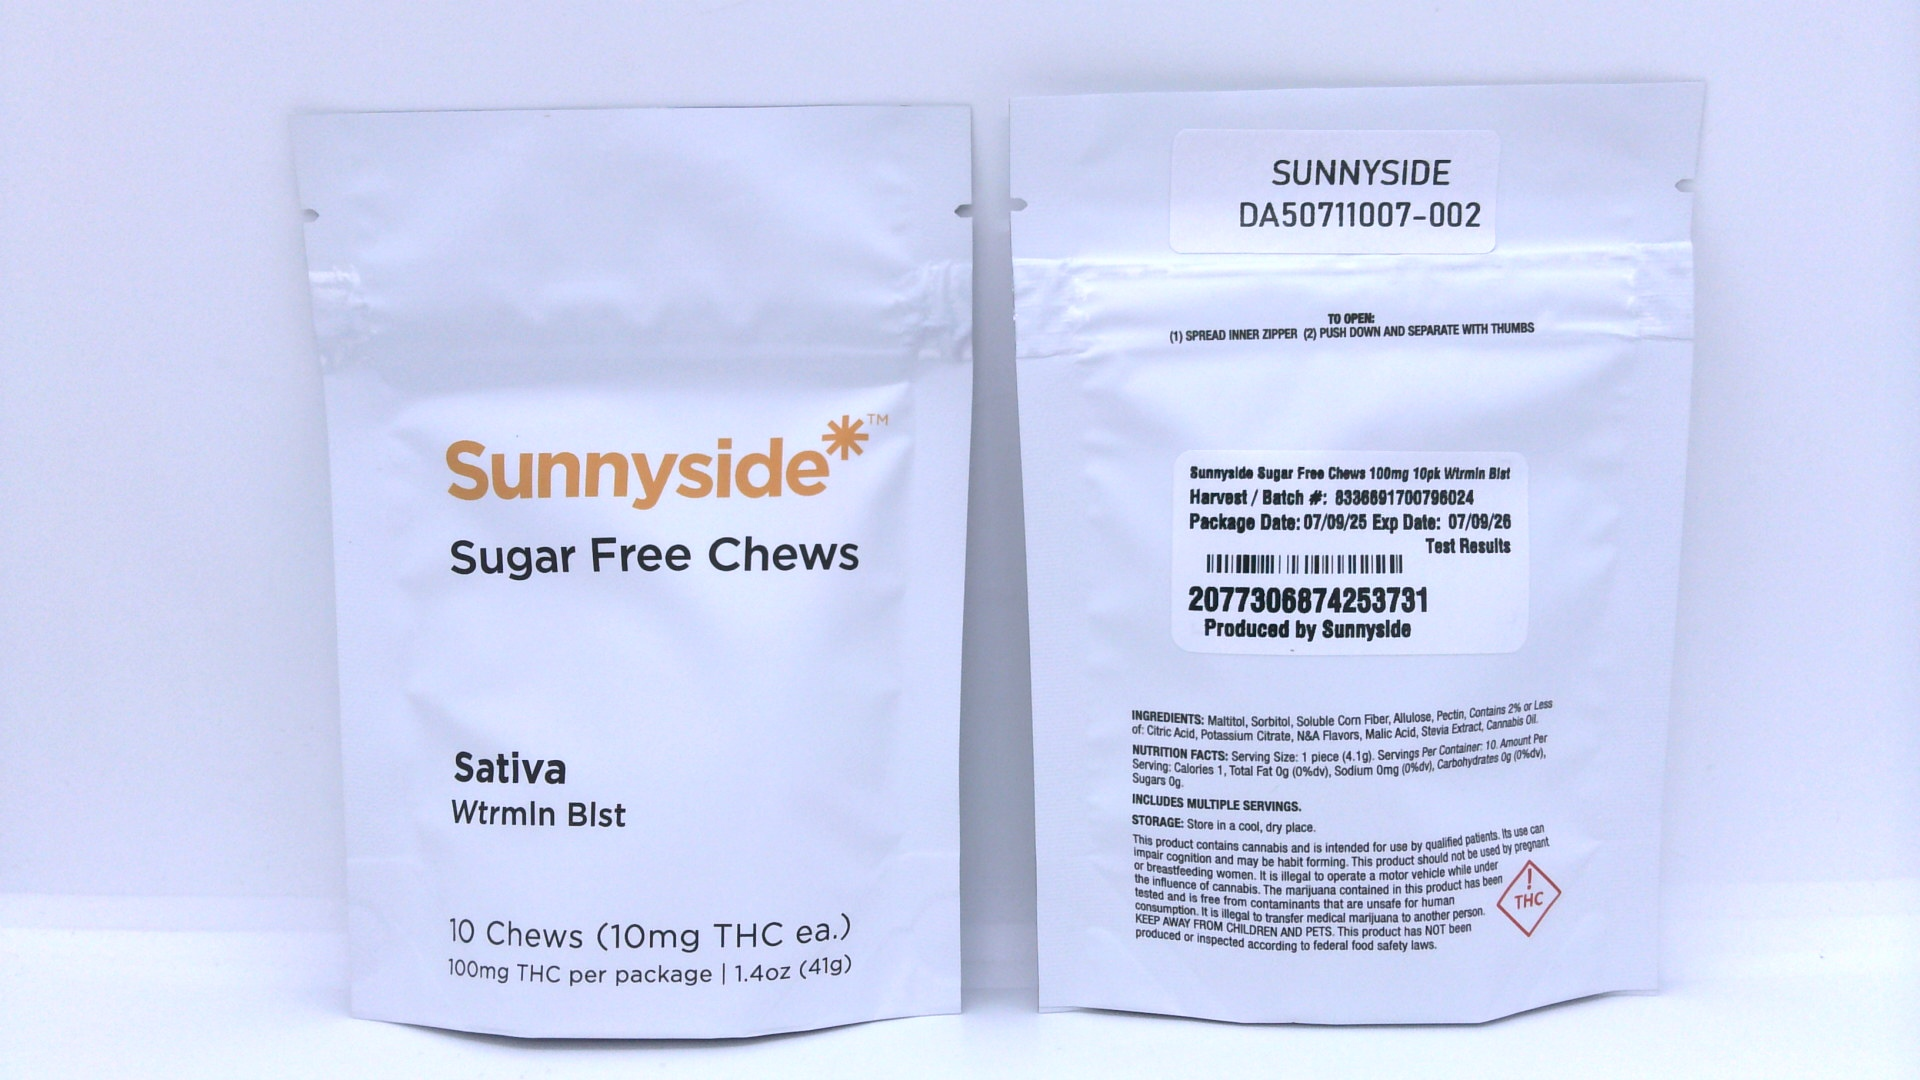 Sunnyside*™
Sugar Free Chews
Sativa
Wtrmln Blst
10 Chews (10mg THC ea.)
100mg THC per package | 1.4oz (41g)
SUNNYSIDE
DA50711007-002
TO OPEN:
(1) SPREAD INNER ZIPPER (2) PUSH DOWN AND SEPARATE WITH THUMBS
Sunnyside Sugar Free Chews 100mg 10pk Wtrmln Blst
Harvest / Batch #: 8336691700796024
Package Date: 07/09/25 Exp Date: 07/09/26
Test Results
2077306874253731
Produced by Sunnyside
INGREDIENTS: Maltitol, Sorbitol, Soluble Corn Fiber, Allulose, Pectin, Contains 2% or Less
of: Citric Acid, Potassium Citrate, N&A Flavors, Malic Acid, Stevia Extract, Cannabis Oil.
NUTRITION FACTS: Serving Size: 1 piece (4.1g). Servings Per Container: 10. Amount Per
Serving: Calories 1, Total Fat 0g (0%dv), Sodium 0mg (0%dv), Carbohydrates 0g (0%dv),
Sugars 0g.
INCLUDES MULTIPLE SERVINGS.
STORAGE: Store in a cool, dry place.
This product contains cannabis and is intended for use by qualified patients. Its use can
impair cognition and may be habit forming. This product should not be used by pregnant
or breastfeeding women. It is illegal to operate a motor vehicle while under
the influence of cannabis. The marijuana contained in this product has been
tested and is free from contaminants that are unsafe for human
consumption. It is illegal to transfer medical marijuana to another person.
KEEP AWAY FROM CHILDREN AND PETS. This product has NOT been
produced or inspected according to federal food safety laws.
!
THC